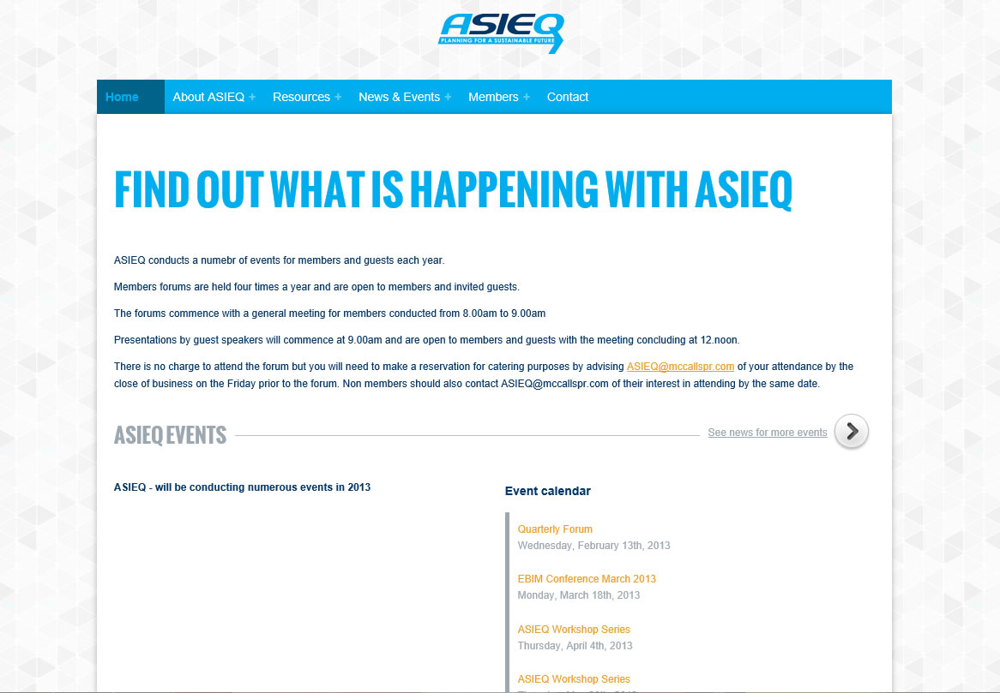 ASIEQ
PLANNING FOR A SUSTAINABLE FUTURE
Home About ASIEQ + Resources + News & Events + Members + Contact
FIND OUT WHAT IS HAPPENING WITH ASIEQ
ASIEQ conducts a numebr of events for members and guests each year.
Members forums are held four times a year and are open to members and invited guests.
The forums commence with a general meeting for members conducted from 8.00am to 9.00am
Presentations by guest speakers will commence at 9.00am and are open to members and guests with the meeting concluding at 12.noon.
There is no charge to attend the forum but you will need to make a reservation for catering purposes by advising ASIEQ@mccallspr.com of your attendance by the
close of business on the Friday prior to the forum. Non members should also contact ASIEQ@mccallspr.com of their interest in attending by the same date.
ASIEQ EVENTS
See news for more events
ASIEQ - will be conducting numerous events in 2013
Event calendar
Quarterly Forum
Wednesday, February 13th, 2013
EBIM Conference March 2013
Monday, March 18th, 2013
ASIEQ Workshop Series
Thursday, April 4th, 2013
ASIEQ Workshop Series